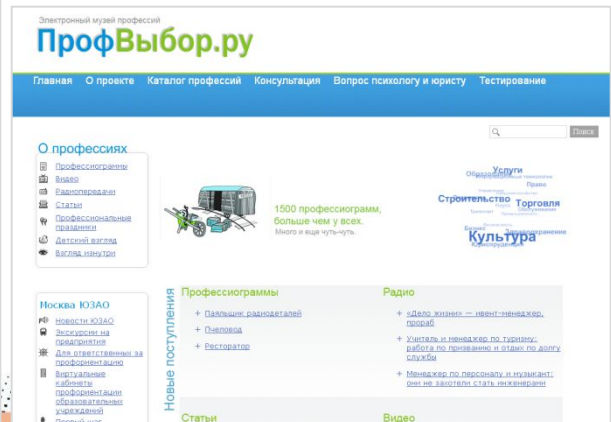 Электронный музей профессий
ПрофВыбор.ру
Главная О проекте Каталог профессий Консультация Вопрос психологу и юристу Тестирование
Поиск
О профессиях
Профессиограммы
Видео
Радиопередачи
Статьи
Профессиональные
праздники
Детский взгляд
Взгляд изнутри
1500 профессиограмм,
больше чем у всех.
Много и еще чуть-чуть.
Услуги
Право
Строительство
Торговля
Культура
Москва ЮЗАО
Новости ЮЗАО
Экскурсии на
предприятия
Для ответственных за
профориентацию
Виртуальные
кабинеты
профориентации
образовательных
учреждений
Первый шаг
Новые поступления
Профессиограммы
+ Паяльщик радиодеталей
+ Пчеловод
+ Ресторатор
Радио
+ «Дело жизни» — ивент-менеджер,
прораб
+ Учитель и менеджер по туризму:
работа по призванию и отдых по долгу
службы
+ Менеджер по персоналу и музыкант:
они не захотели стать инженерами
Статьи
Видео